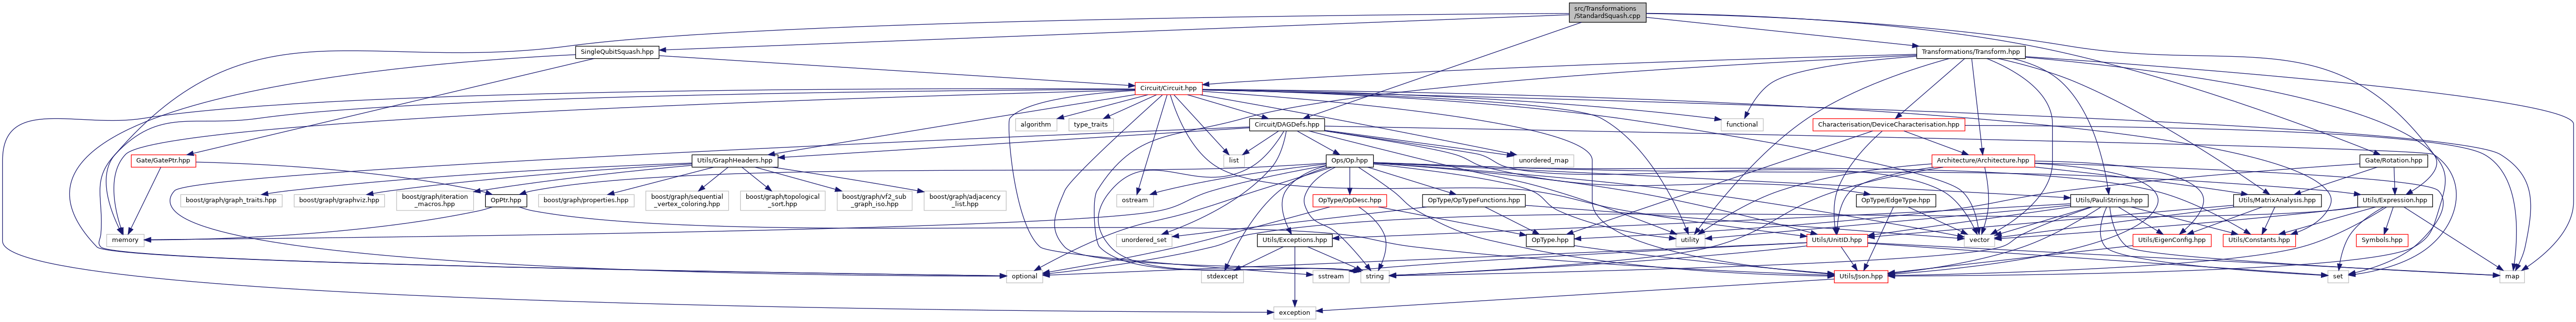 src/Transformations
/StandardSquash.cpp
SingleQubitSquash.hpp
Transformations/Transform.hpp
Circuit/Circuit.hpp
algorithm
type_traits
Circuit/DAGDefs.hpp
functional
Characterisation/DeviceCharacterisation.hpp
Gate/GatePtr.hpp
Utils/GraphHeaders.hpp
list
Ops/Op.hpp
unordered_map
Architecture/Architecture.hpp
Gate/Rotation.hpp
boost/graph/graph_traits.hpp
boost/graph/graphviz.hpp
boost/graph/iteration
_macros.hpp
OpPtr.hpp
boost/graph/properties.hpp
boost/graph/sequential
_vertex_coloring.hpp
boost/graph/topological
_sort.hpp
boost/graph/vf2_sub
_graph_iso.hpp
boost/graph/adjacency
_list.hpp
ostream
OpType/OpDesc.hpp
OpType/OpTypeFunctions.hpp
OpType/EdgeType.hpp
Utils/PauliStrings.hpp
Utils/MatrixAnalysis.hpp
Utils/Expression.hpp
memory
unordered_set
Utils/Exceptions.hpp
OpType.hpp
utility
Utils/UnitID.hpp
vector
Utils/EigenConfig.hpp
Utils/Constants.hpp
Symbols.hpp
optional
stdexcept
sstream
string
Utils/Json.hpp
set
map
exception